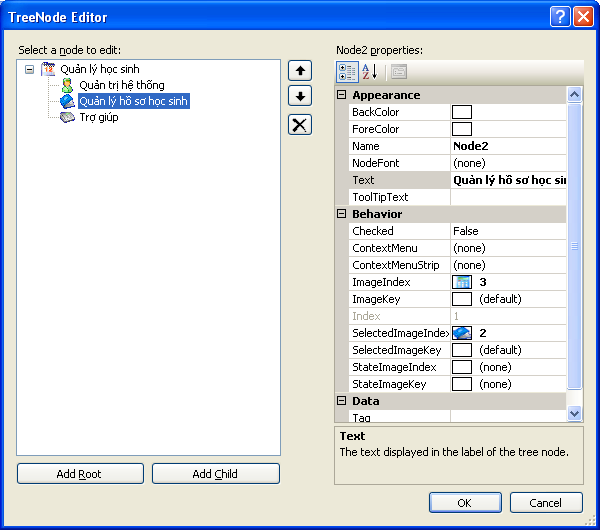 TreeNode Editor
Select a node to edit:
Quản lý học sinh
Quản trị hệ thống
Quản lý hồ sơ học sinh
Trợ giúp
Add Root
Add Child
Node2 properties:
Appearance
BackColor
ForeColor
Name Node2
NodeFont (none)
Text Quản lý hồ sơ học sin
ToolTipText
Behavior
Checked False
ContextMenu (none)
ContextMenuStrip (none)
ImageIndex 3
ImageKey (default)
Index 1
SelectedImageIndex 2
SelectedImageKey (default)
StateImageIndex (none)
StateImageKey (none)
Data
Tag
Text
The text displayed in the label of the tree node.
OK
Cancel